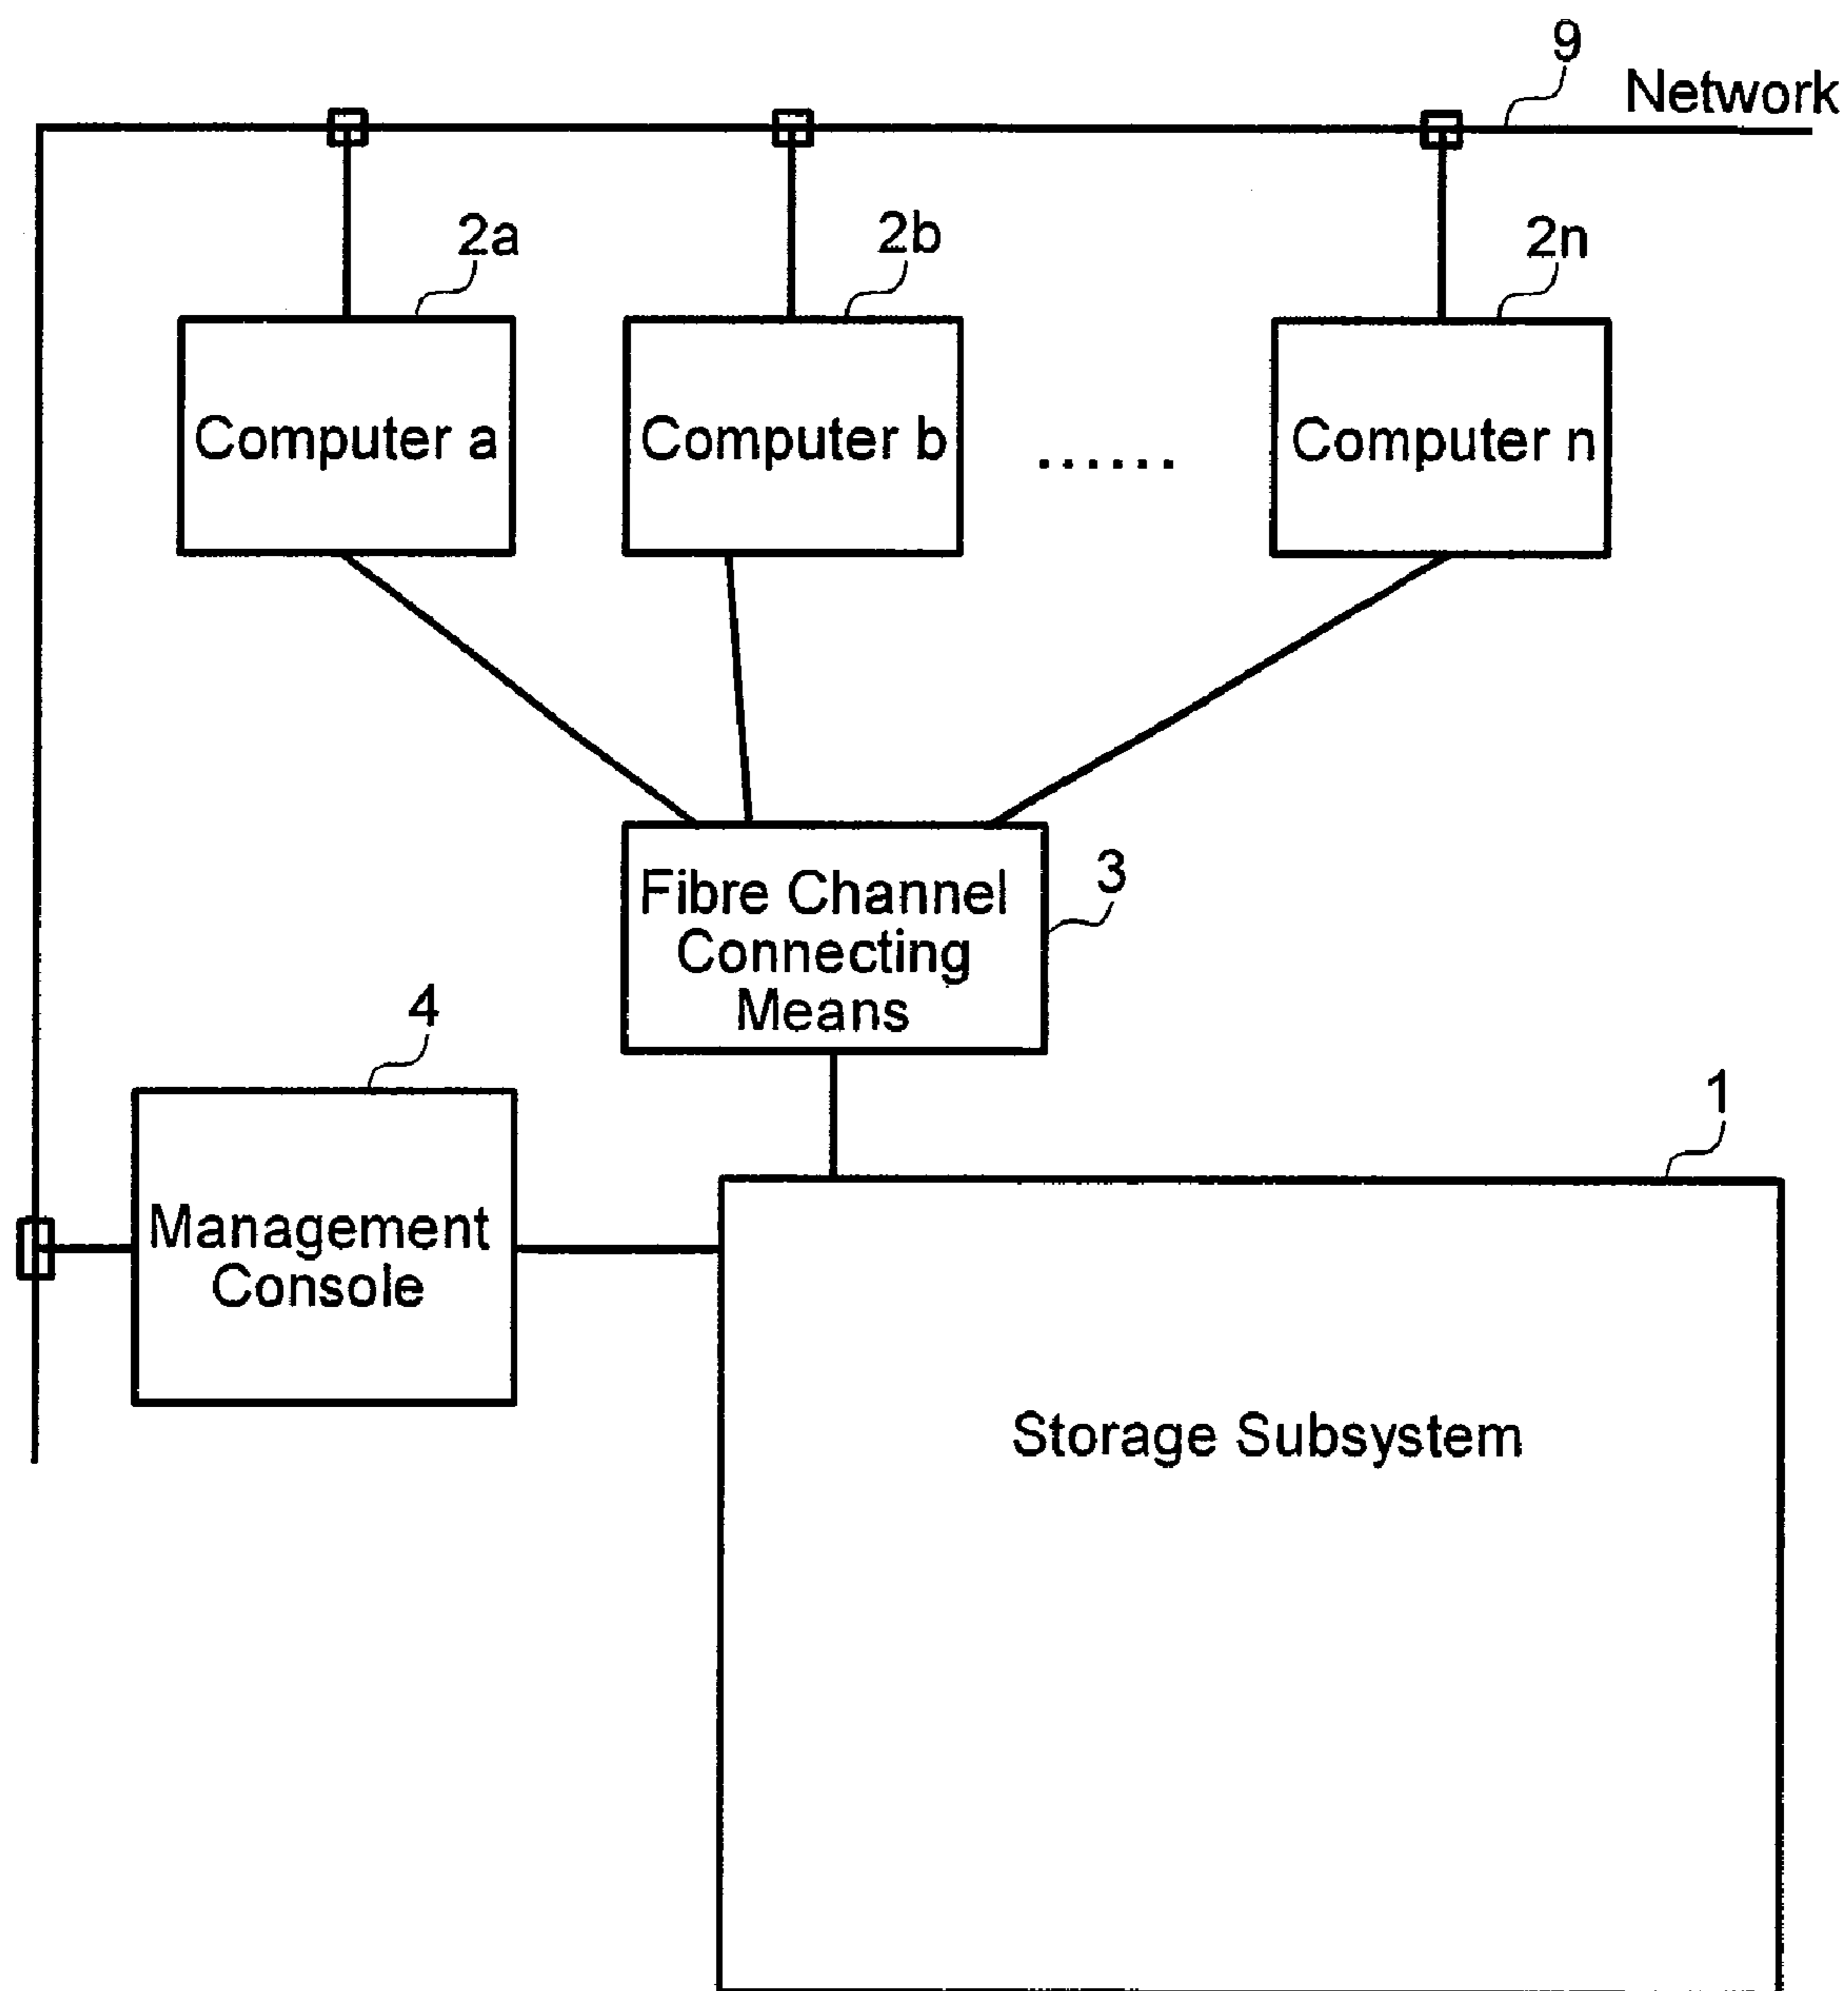 9
Network
2a
2b
2n
Computer a
Computer b
......
Computer n
Fibre Channel
Connecting
Means
3
4
Management
Console
1
Storage Subsystem